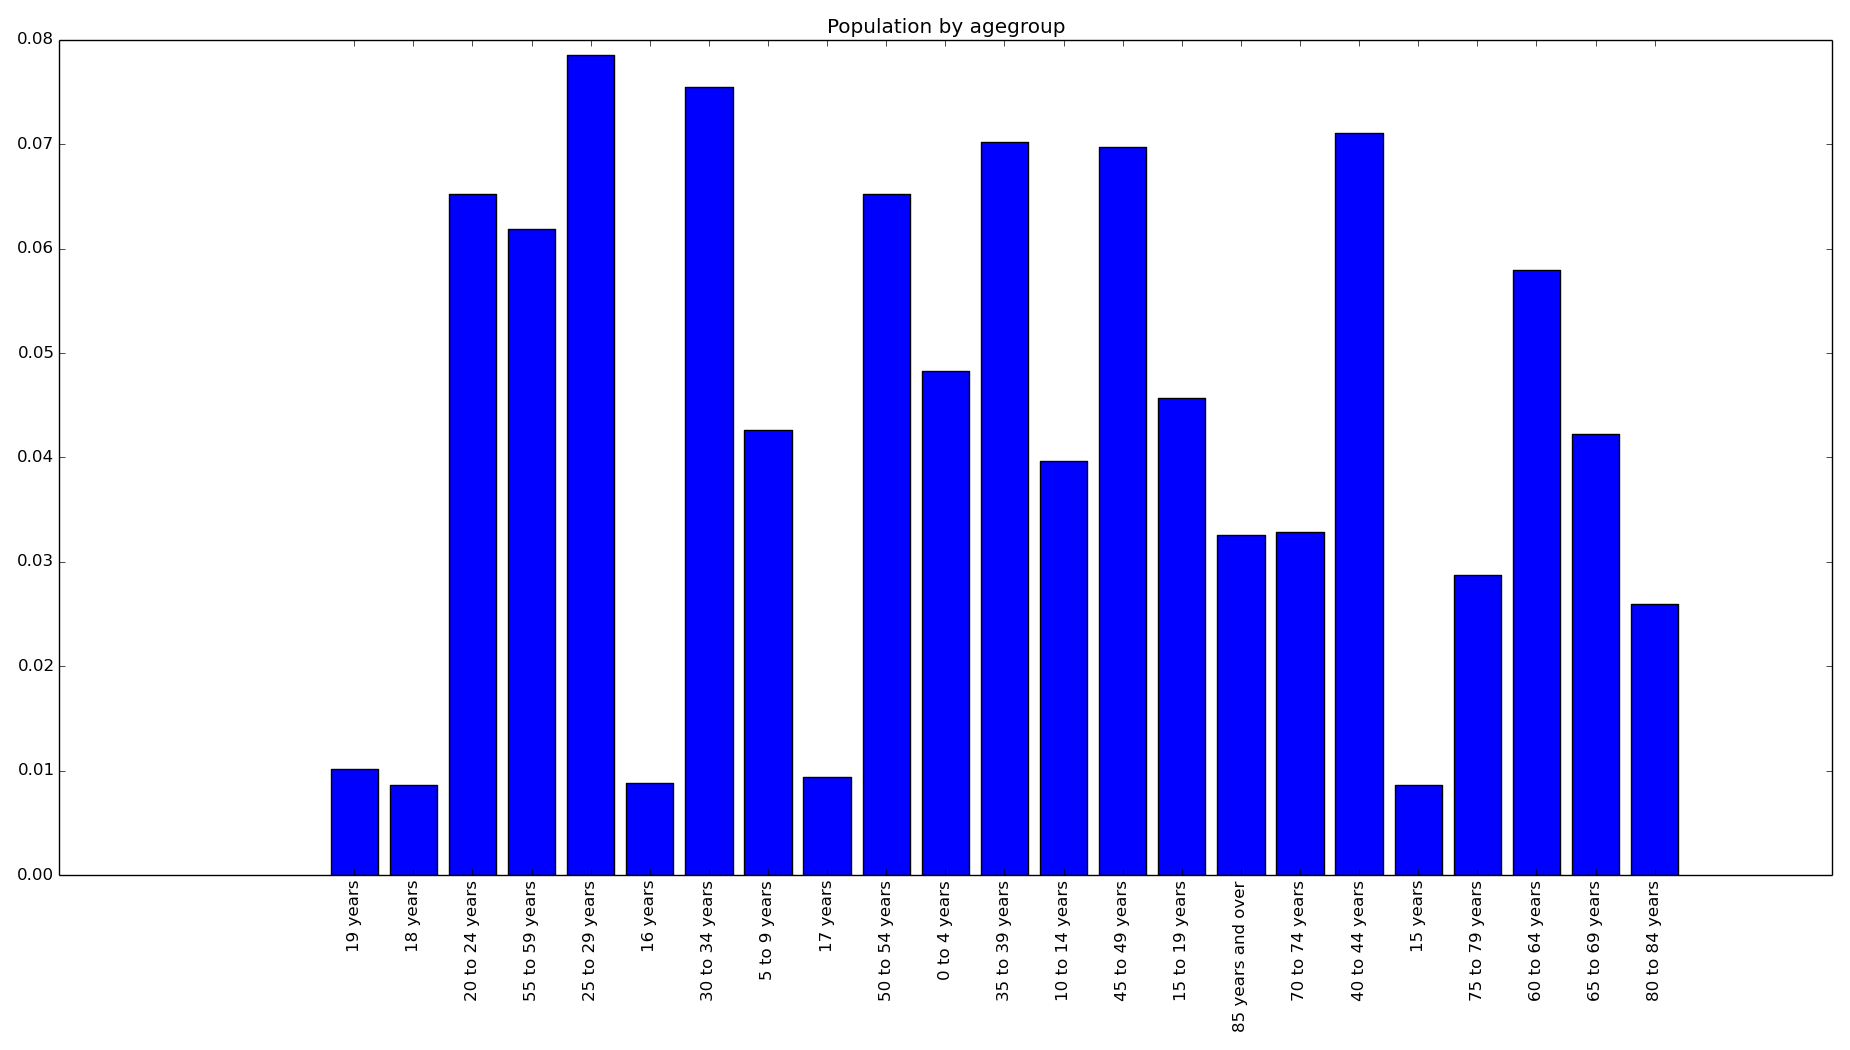 Population by agegroup
0.08
0.07
0.06
0.05
0.04
0.03
0.02
0.01
0.00
19 years
18 years
20 to 24 years
55 to 59 years
25 to 29 years
16 years
30 to 34 years
5 to 9 years
17 years
50 to 54 years
0 to 4 years
35 to 39 years
10 to 14 years
45 to 49 years
15 to 19 years
85 years and over
70 to 74 years
40 to 44 years
15 years
75 to 79 years
60 to 64 years
65 to 69 years
80 to 84 years